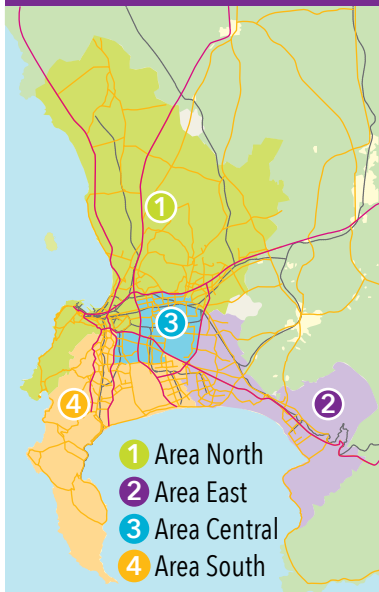 1
3
4
2
1 Area North
2 Area East
3 Area Central
4 Area South